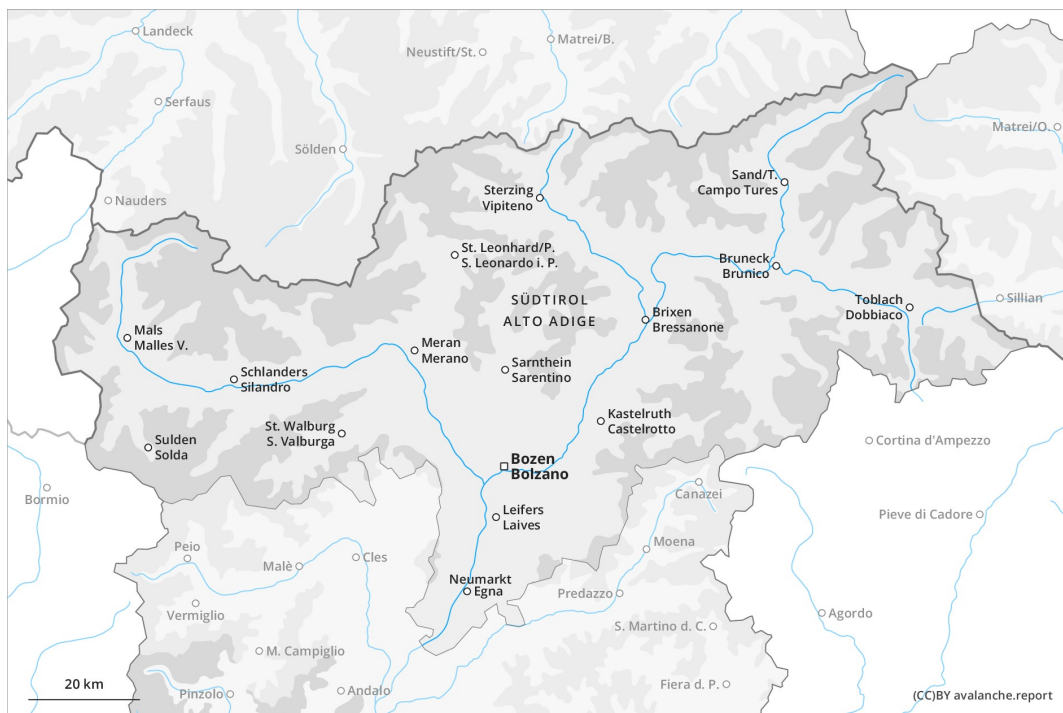 Landeck
Matrei/B.
Neustift/St.
Serfaus
Matrei/O.
Sölden
Sand/T.
Campo Tures
Sterzing
Vipiteno
Nauders
St. Leonhard/P.
S. Leonardo i. P.
Bruneck
Brunico
SÜDTIROL
ALTO ADIGE
Toblach
Dobbiaco
Sillian
Brixen
Bressanone
Mals
Malles V.
Meran
Merano
Sarnthein
Sarentino
Schlanders
Silandro
Kastelruth
Castelrotto
St. Walburg
S. Valburga
Sulden
Solda
Cortina d'Ampezzo
Bozen
Bolzano
Bormio
Canazei
Leifers
Laives
Pieve di Cadore
Moena
Peio
Cles
Malè
Neumarkt
Egna
Predazzo
Vermiglio
Agordo
S. Martino d. C.
M. Campiglio
20 km
Pinzolo
Andalo
Fiera d. P.
(CC)BY avalanche.report